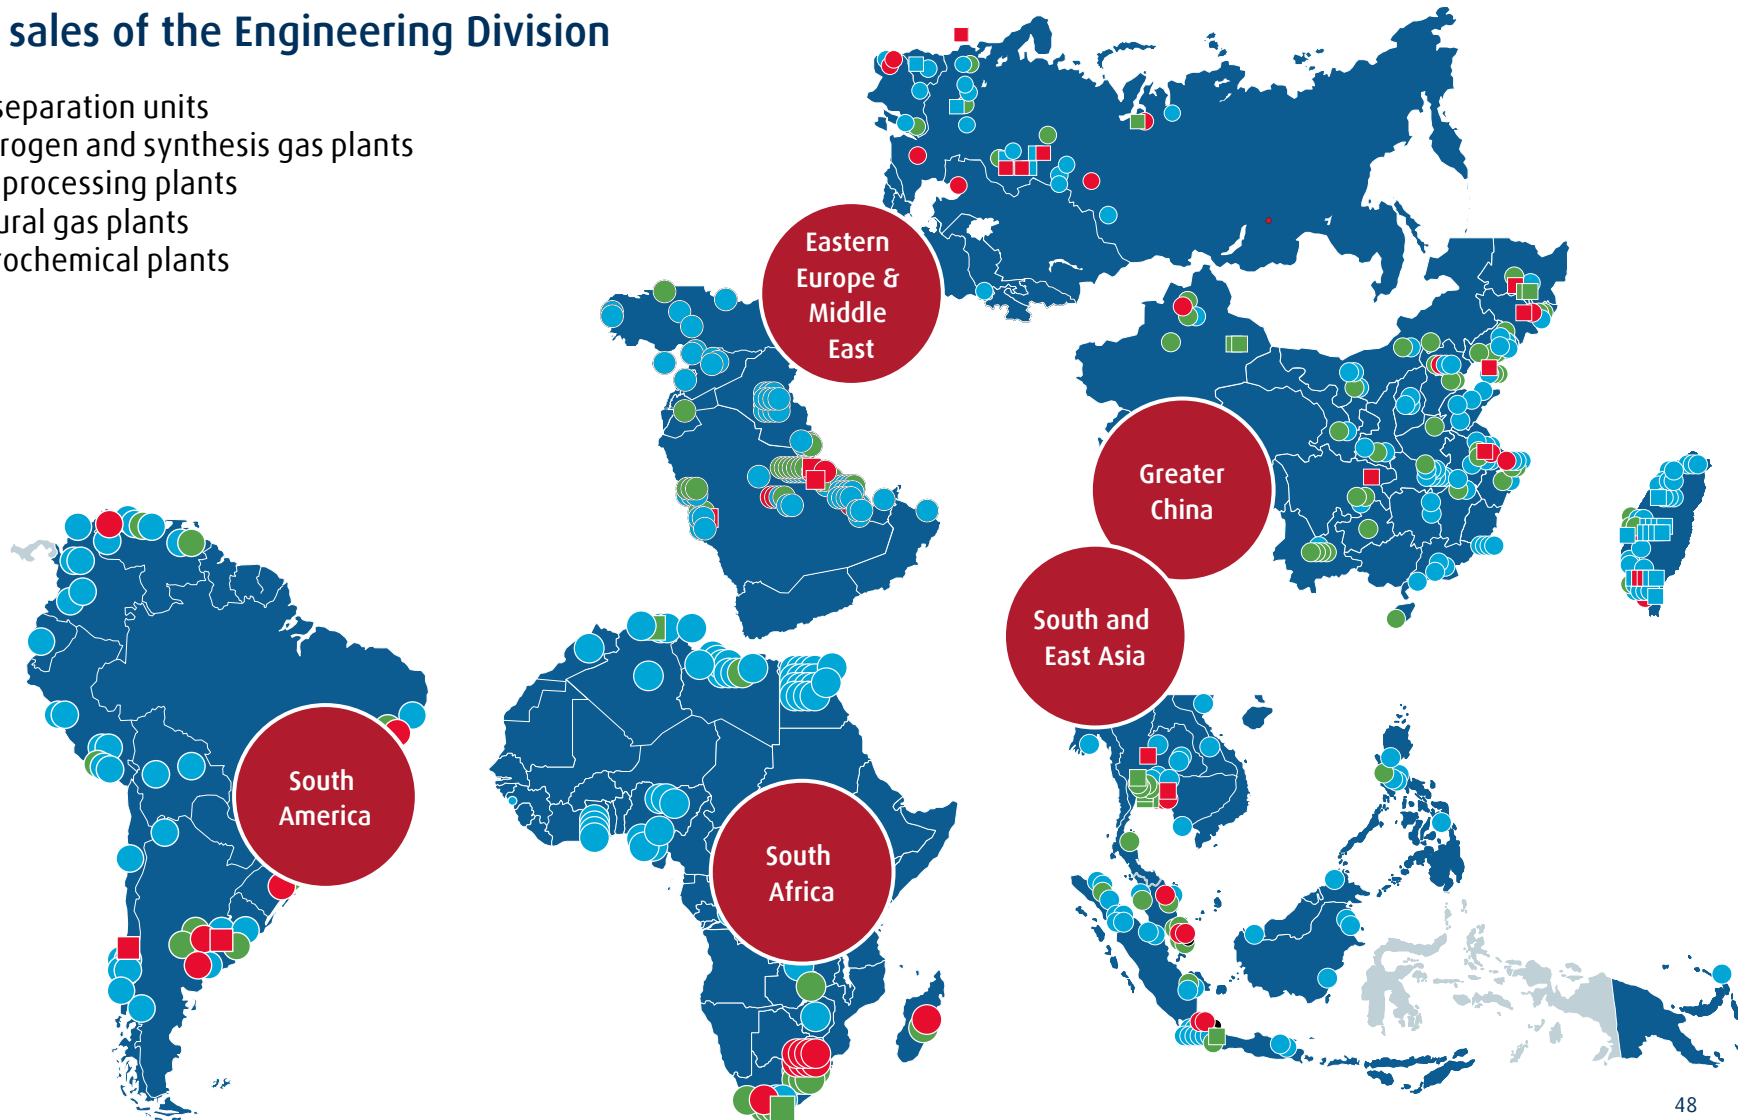 sales of the Engineering Division
separation units
rogen and synthesis gas plants
processing plants
ural gas plants
rochemical plants
Eastern
Europe &
Middle
East
Greater
China
South and
East Asia
South
America
South
Africa
48